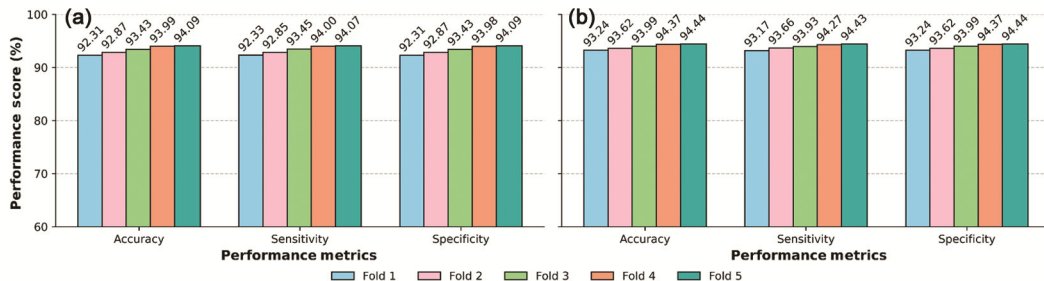 (a)
Performance score (%)
100
90
80
70
60
92.31 92.87 93.43 93.99 94.09
92.33 92.85 93.45 94.00 94.07
92.31 92.87 93.43 93.98 94.09
Accuracy Sensitivity Specificity
Performance metrics
(b)
93.24 93.62 93.99 94.37 94.44
93.17 93.66 93.93 94.27 94.43
93.24 93.62 93.99 94.37 94.44
Accuracy Sensitivity Specificity
Performance metrics
Fold 1 Fold 2 Fold 3 Fold 4 Fold 5